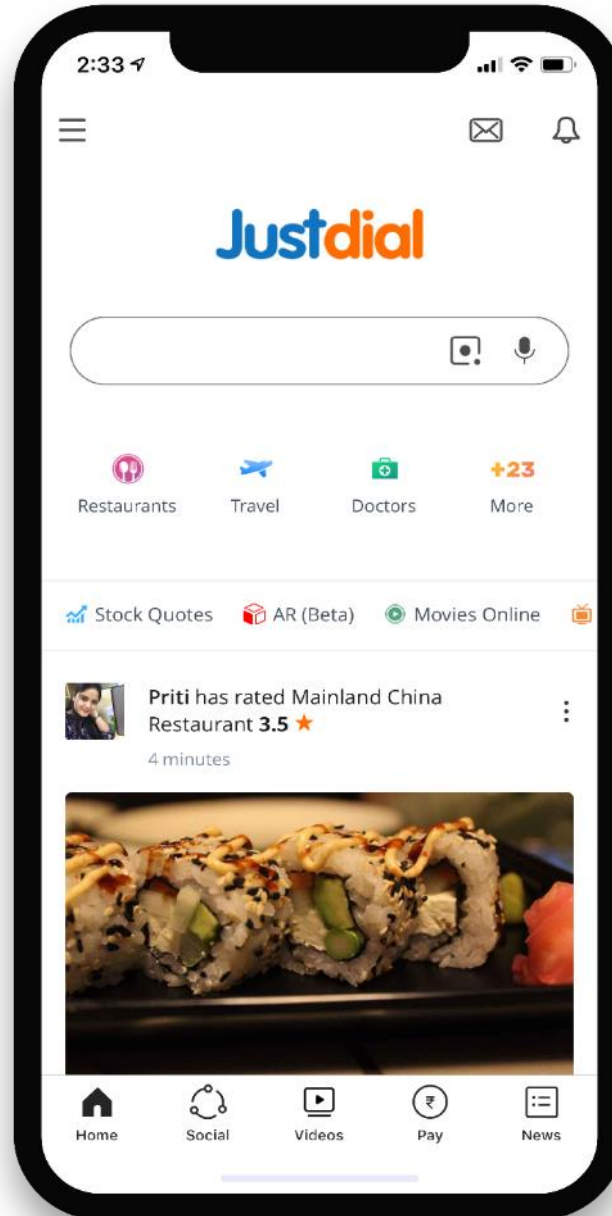 2:33
Justdial
Restaurants
Travel
Doctors
+23
More
Stock Quotes
AR (Beta)
Movies Online
Priti has rated Mainland China
Restaurant 3.5 ★
4 minutes
Home
Social
Videos
₹
Pay
News